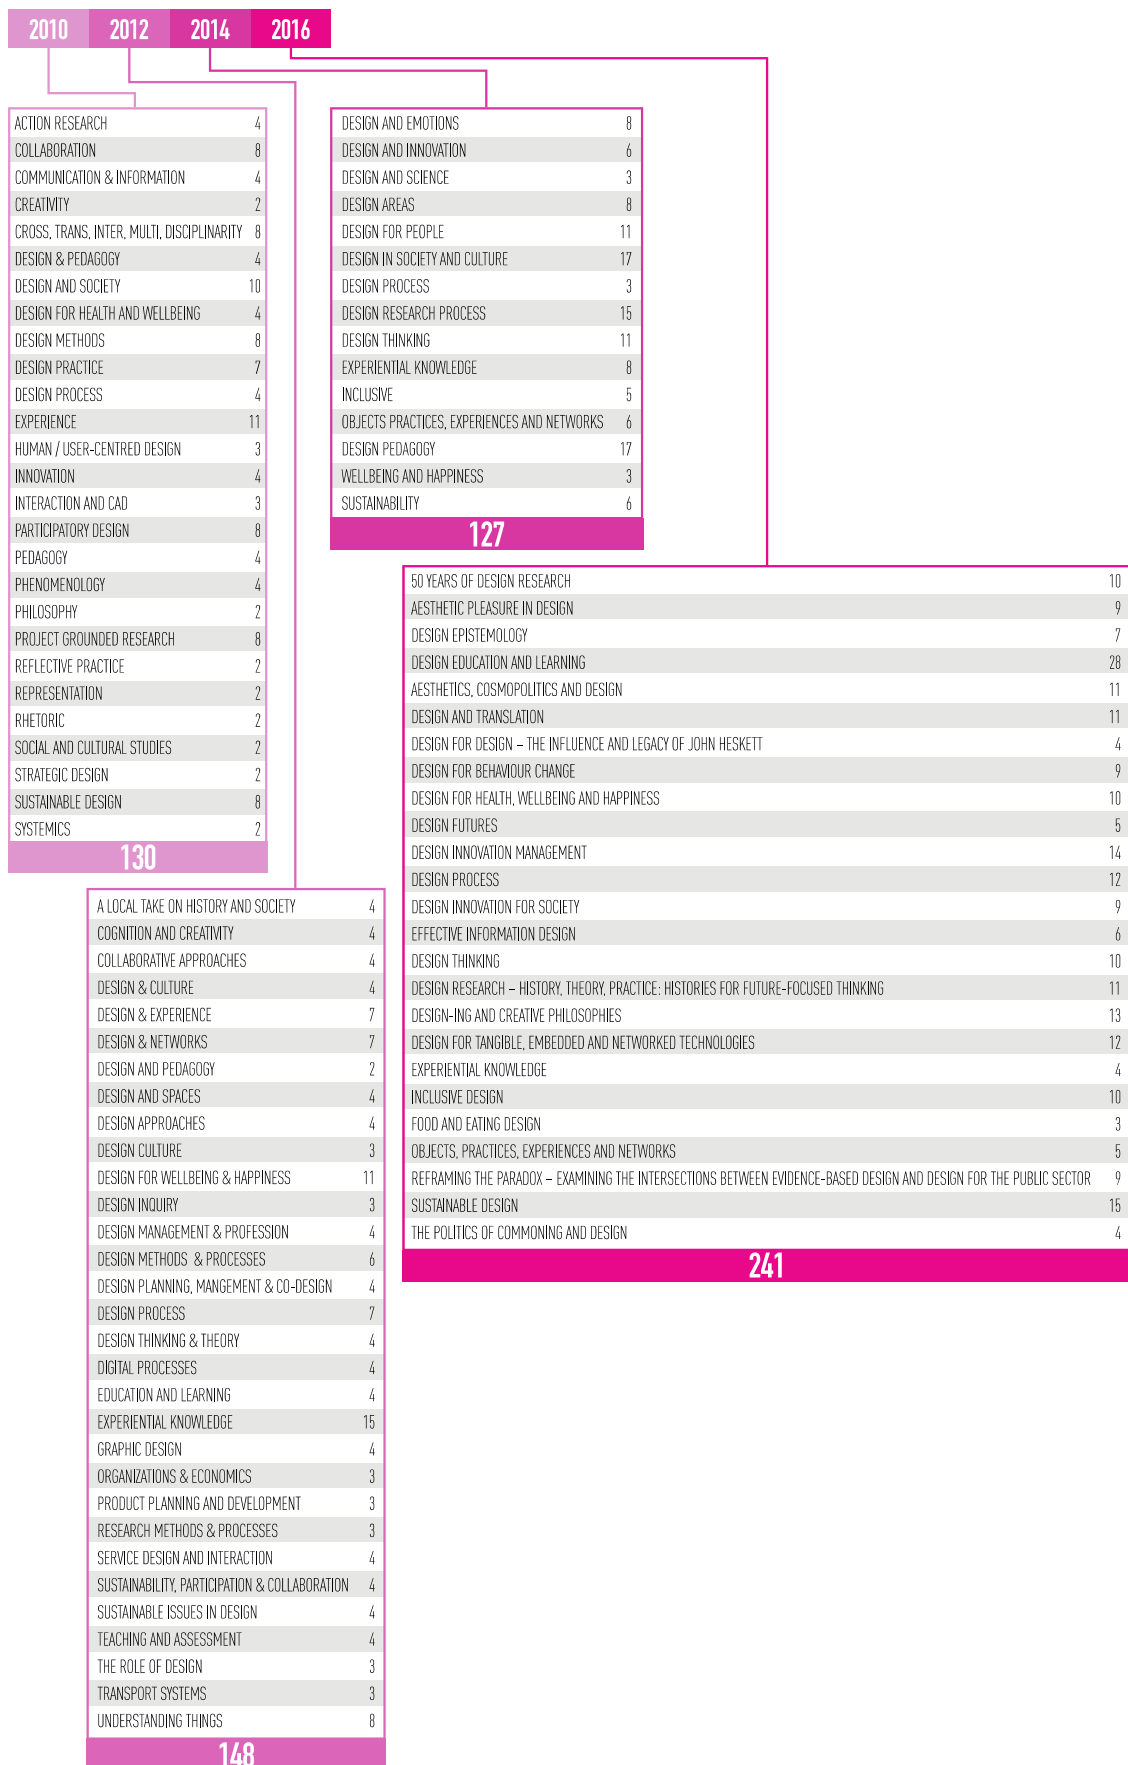 2010 2012 2014 2016
ACTION RESEARCH 4
COLLABORATION 8
COMMUNICATION & INFORMATION 4
CREATIVITY 2
CROSS, TRANS, INTER, MULTI, DISCIPLINARITY 8
DESIGN & PEDAGOGY 4
DESIGN AND SOCIETY 10
DESIGN FOR HEALTH AND WELLBEING 4
DESIGN METHODS 8
DESIGN PRACTICE 7
DESIGN PROCESS 4
EXPERIENCE 11
HUMAN / USER-CENTRED DESIGN 3
INNOVATION 4
INTERACTION AND CAD 3
PARTICIPATORY DESIGN 8
PEDAGOGY 4
PHENOMENOLOGY 4
PHILOSOPHY 2
PROJECT GROUNDED RESEARCH 8
REFLECTIVE PRACTICE 2
REPRESENTATION 2
RHETORIC 2
SOCIAL AND CULTURAL STUDIES 2
STRATEGIC DESIGN 2
SUSTAINABLE DESIGN 8
SYSTEMICS 2
130
A LOCAL TAKE ON HISTORY AND SOCIETY 4
COGNITION AND CREATIVITY 4
COLLABORATIVE APPROACHES 4
DESIGN & CULTURE 4
DESIGN & EXPERIENCE 7
DESIGN & NETWORKS 7
DESIGN AND PEDAGOGY 2
DESIGN AND SPACES 4
DESIGN APPROACHES 4
DESIGN CULTURE 3
DESIGN FOR WELLBEING & HAPPINESS 11
DESIGN INQUIRY 3
DESIGN MANAGEMENT & PROFESSION 4
DESIGN METHODS & PROCESSES 6
DESIGN PLANNING, MANGEMENT & CO-DESIGN 4
DESIGN PROCESS 7
DESIGN THINKING & THEORY 4
DIGITAL PROCESSES 4
EDUCATION AND LEARNING 4
EXPERIENTIAL KNOWLEDGE 15
GRAPHIC DESIGN 4
ORGANIZATIONS & ECONOMICS 3
PRODUCT PLANNING AND DEVELOPMENT 3
RESEARCH METHODS & PROCESSES 3
SERVICE DESIGN AND INTERACTION 4
SUSTAINABILITY, PARTICIPATION & COLLABORATION 4
SUSTAINABLE ISSUES IN DESIGN 4
TEACHING AND ASSESSMENT 4
THE ROLE OF DESIGN 3
TRANSPORT SYSTEMS 3
UNDERSTANDING THINGS 8
148
DESIGN AND EMOTIONS 8
DESIGN AND INNOVATION 6
DESIGN AND SCIENCE 3
DESIGN AREAS 8
DESIGN FOR PEOPLE 11
DESIGN IN SOCIETY AND CULTURE 17
DESIGN PROCESS 3
DESIGN RESEARCH PROCESS 15
DESIGN THINKING 11
EXPERIENTIAL KNOWLEDGE 8
INCLUSIVE 5
OBJECTS PRACTICES, EXPERIENCES AND NETWORKS 6
DESIGN PEDAGOGY 17
WELLBEING AND HAPPINESS 3
SUSTAINABILITY 6
127
50 YEARS OF DESIGN RESEARCH 10
AESTHETIC PLEASURE IN DESIGN 9
DESIGN EPISTEMOLOGY 7
DESIGN EDUCATION AND LEARNING 28
AESTHETICS, COSMOPOLITICS AND DESIGN 11
DESIGN AND TRANSLATION 11
DESIGN FOR DESIGN – THE INFLUENCE AND LEGACY OF JOHN HESKETT 4
DESIGN FOR BEHAVIOUR CHANGE 9
DESIGN FOR HEALTH, WELLBEING AND HAPPINESS 10
DESIGN FUTURES 5
DESIGN INNOVATION MANAGEMENT 14
DESIGN PROCESS 12
DESIGN INNOVATION FOR SOCIETY 9
EFFECTIVE INFORMATION DESIGN 6
DESIGN THINKING 10
DESIGN RESEARCH – HISTORY, THEORY, PRACTICE: HISTORIES FOR FUTURE-FOCUSED THINKING 11
DESIGN-ING AND CREATIVE PHILOSOPHIES 13
DESIGN FOR TANGIBLE, EMBEDDED AND NETWORKED TECHNOLOGIES 12
EXPERIENTIAL KNOWLEDGE 4
INCLUSIVE DESIGN 10
FOOD AND EATING DESIGN 3
OBJECTS, PRACTICES, EXPERIENCES AND NETWORKS 5
REFRAMING THE PARADOX – EXAMINING THE INTERSECTIONS BETWEEN EVIDENCE-BASED DESIGN AND DESIGN FOR THE PUBLIC SECTOR 9
SUSTAINABLE DESIGN 15
THE POLITICS OF COMMONING AND DESIGN 4
241